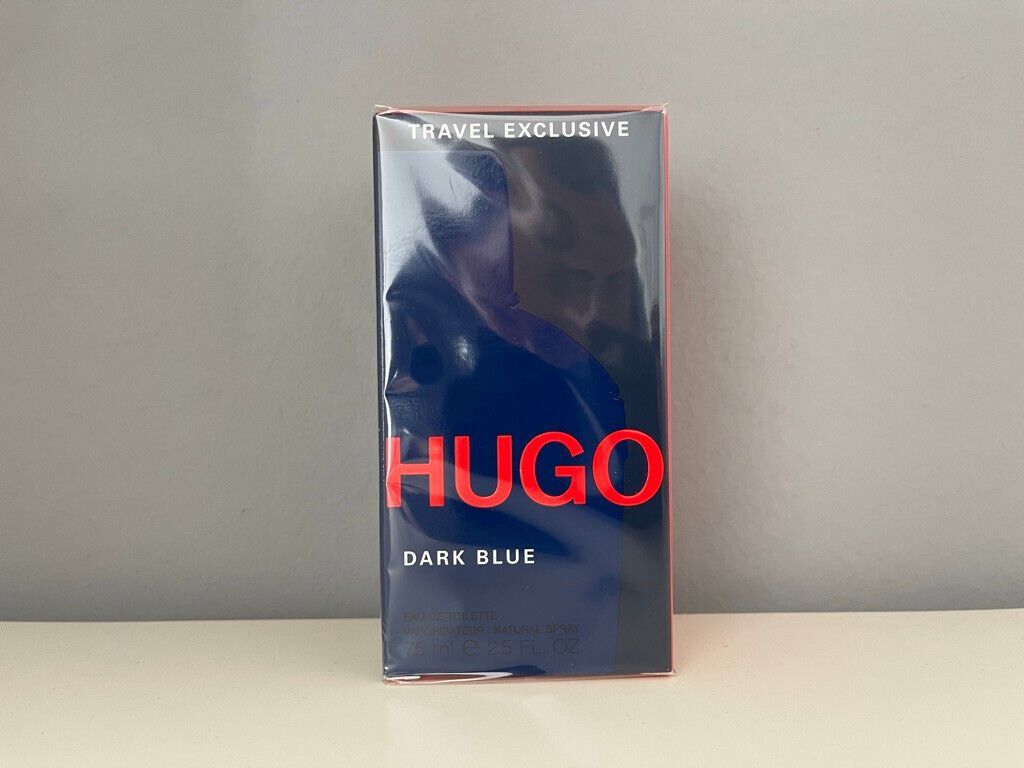 TRAVEL EXCLUSIVE
HUGO
DARK BLUE
EAU DE TOILETTE
VAPORISATEUR / NATURAL SPRAY
75 ml ℮ 2.5 FL. OZ.